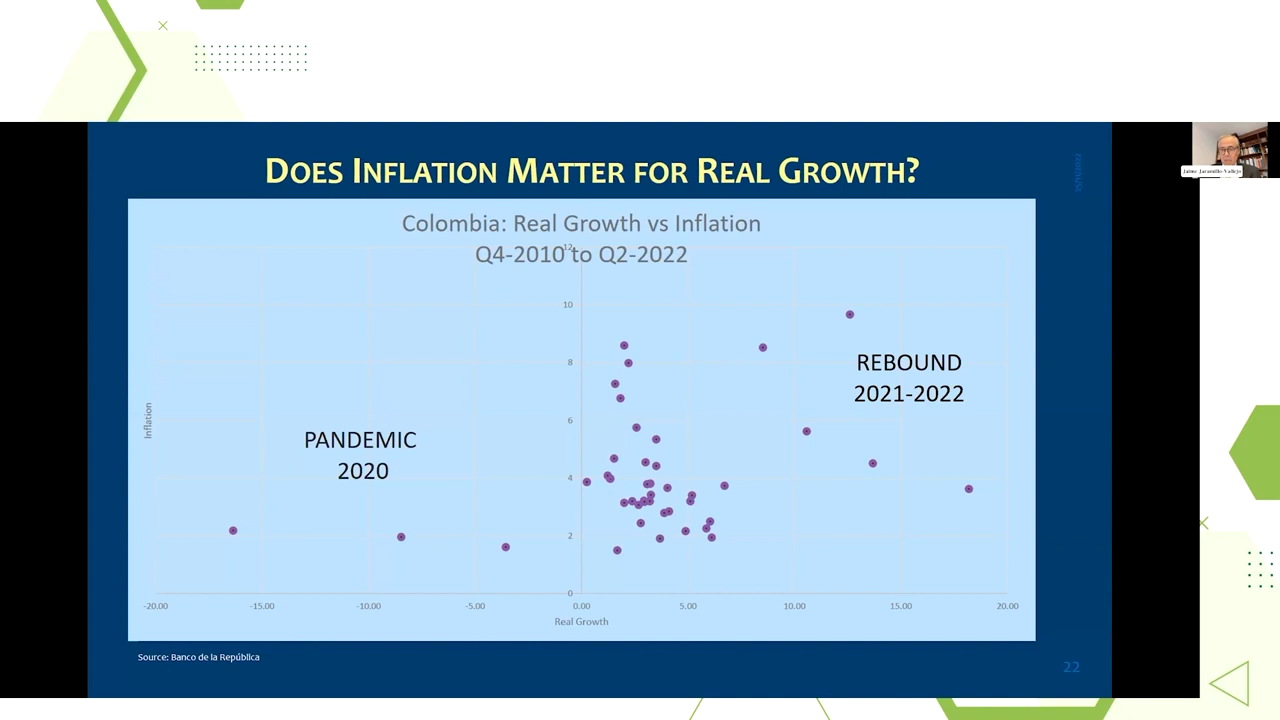 DOES INFLATION MATTER FOR REAL GROWTH?
25/10/2022
Jaime Jaramillo-Vallejo
Colombia: Real Growth vs Inflation
Q4-2010 to Q2-2022
12
10
8
6
4
2
0
Inflation
REBOUND
2021-2022
PANDEMIC
2020
-20.00 -15.00 -10.00 -5.00 0.00 5.00 10.00 15.00 20.00
Real Growth
Source: Banco de la República
22